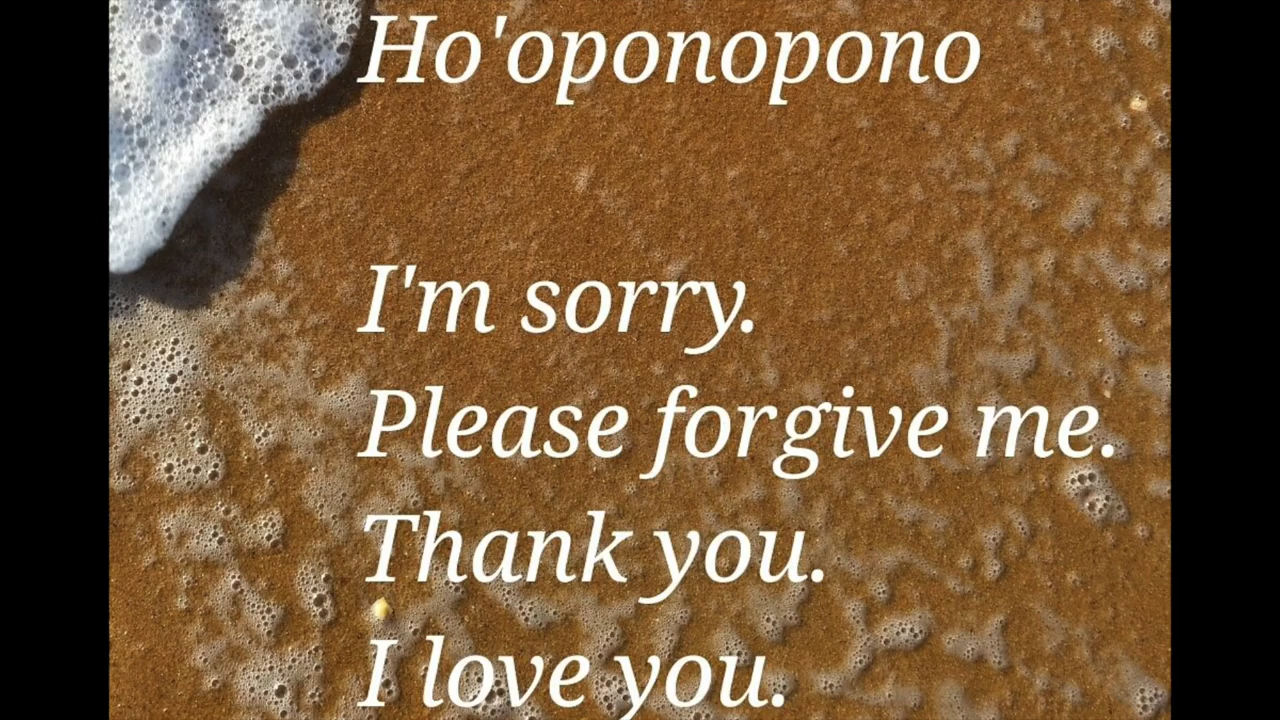 Ho'oponopono
I'm sorry.
Please forgive me.
Thank you.
I love you.